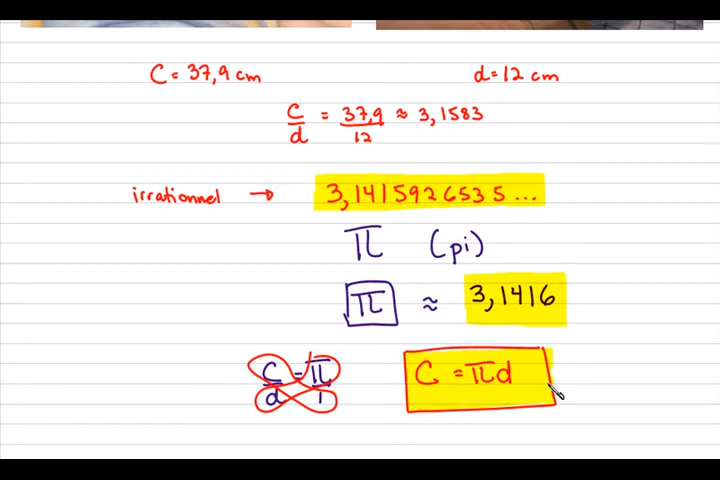 C = 37,9 cm d = 12 cm
C/d = 37,9/12 ≈ 3,1583
irrationnel → 3,1415926535...
π (pi)
π ≈ 3,1416
C/d = π/1 C = πd